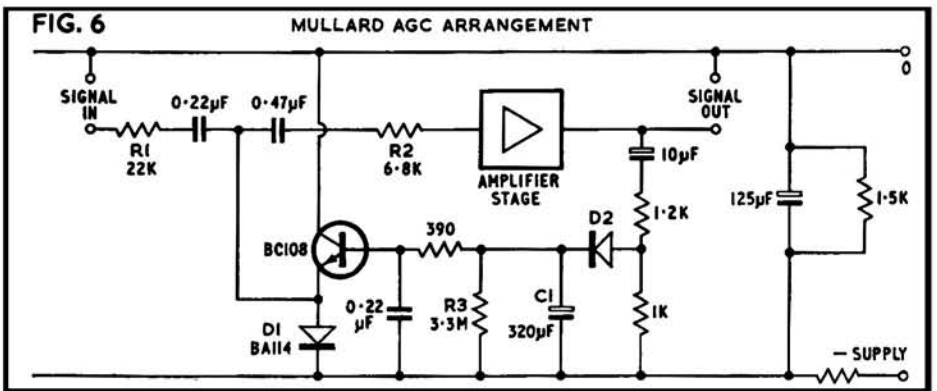 FIG. 6
MULLARD AGC ARRANGEMENT
0
SIGNAL
IN
0·22µF
0·47µF
SIGNAL
OUT
R1
22K
R2
6·8K
AMPLIFIER
STAGE
10µF
125µF
1·5K
1·2K
D2
BC108
390
0·22
µF
R3
3·3M
C1
320µF
1K
D1
BA114
— SUPPLY